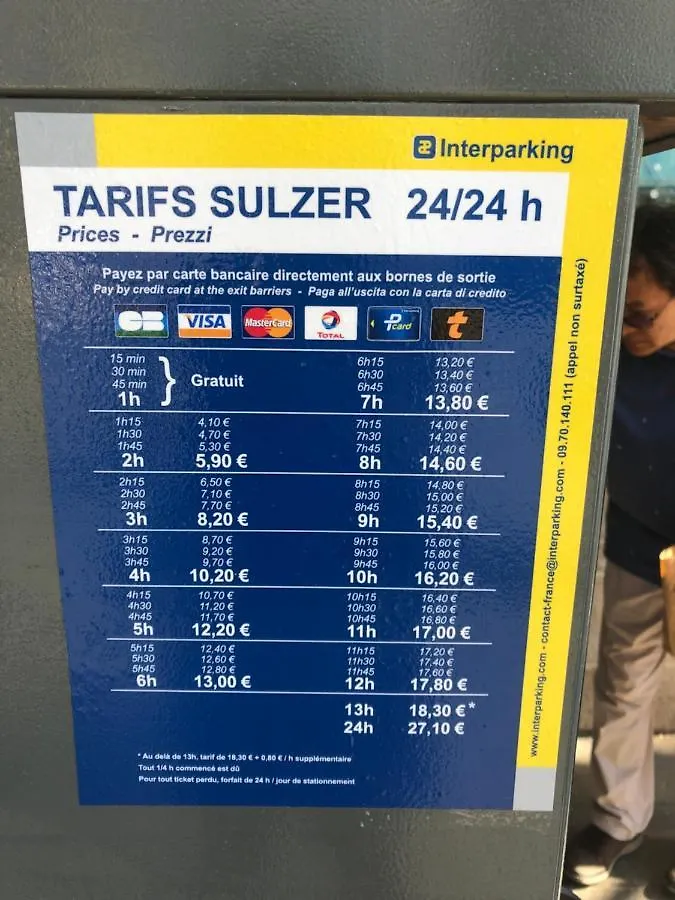 Interparking
TARIFS SULZER 24/24 h
Prices - Prezzi
Payez par carte bancaire directement aux bornes de sortie
Pay by credit card at the exit barriers - Paga all'uscita con la carta di credito
CB VISA MasterCard TOTAL Pcard t
15 min
30 min
45 min
1h
Gratuit
1h15 4,10 €
1h30 4,70 €
1h45 5,30 €
2h 5,90 €
2h15 6,50 €
2h30 7,10 €
2h45 7,70 €
3h 8,20 €
3h15 8,70 €
3h30 9,20 €
3h45 9,70 €
4h 10,20 €
4h15 10,70 €
4h30 11,20 €
4h45 11,70 €
5h 12,20 €
5h15 12,40 €
5h30 12,60 €
5h45 12,80 €
6h 13,00 €
6h15 13,20 €
6h30 13,40 €
6h45 13,60 €
7h 13,80 €
7h15 14,00 €
7h30 14,20 €
7h45 14,40 €
8h 14,60 €
8h15 14,80 €
8h30 15,00 €
8h45 15,20 €
9h 15,40 €
9h15 15,60 €
9h30 15,80 €
9h45 16,00 €
10h 16,20 €
10h15 16,40 €
10h30 16,60 €
10h45 16,80 €
11h 17,00 €
11h15 17,20 €
11h30 17,40 €
11h45 17,60 €
12h 17,80 €
13h 18,30 €*
24h 27,10 €
* Au delà de 13h, tarif de 18,30 € + 0,80 € / h supplémentaire
Tout 1/4 h commencé est dû
Pour tout ticket perdu, forfait de 24 h / jour de stationnement
www.interparking.com - contact-france@interparking.com - 09.70.140.111 (appel non surtaxé)